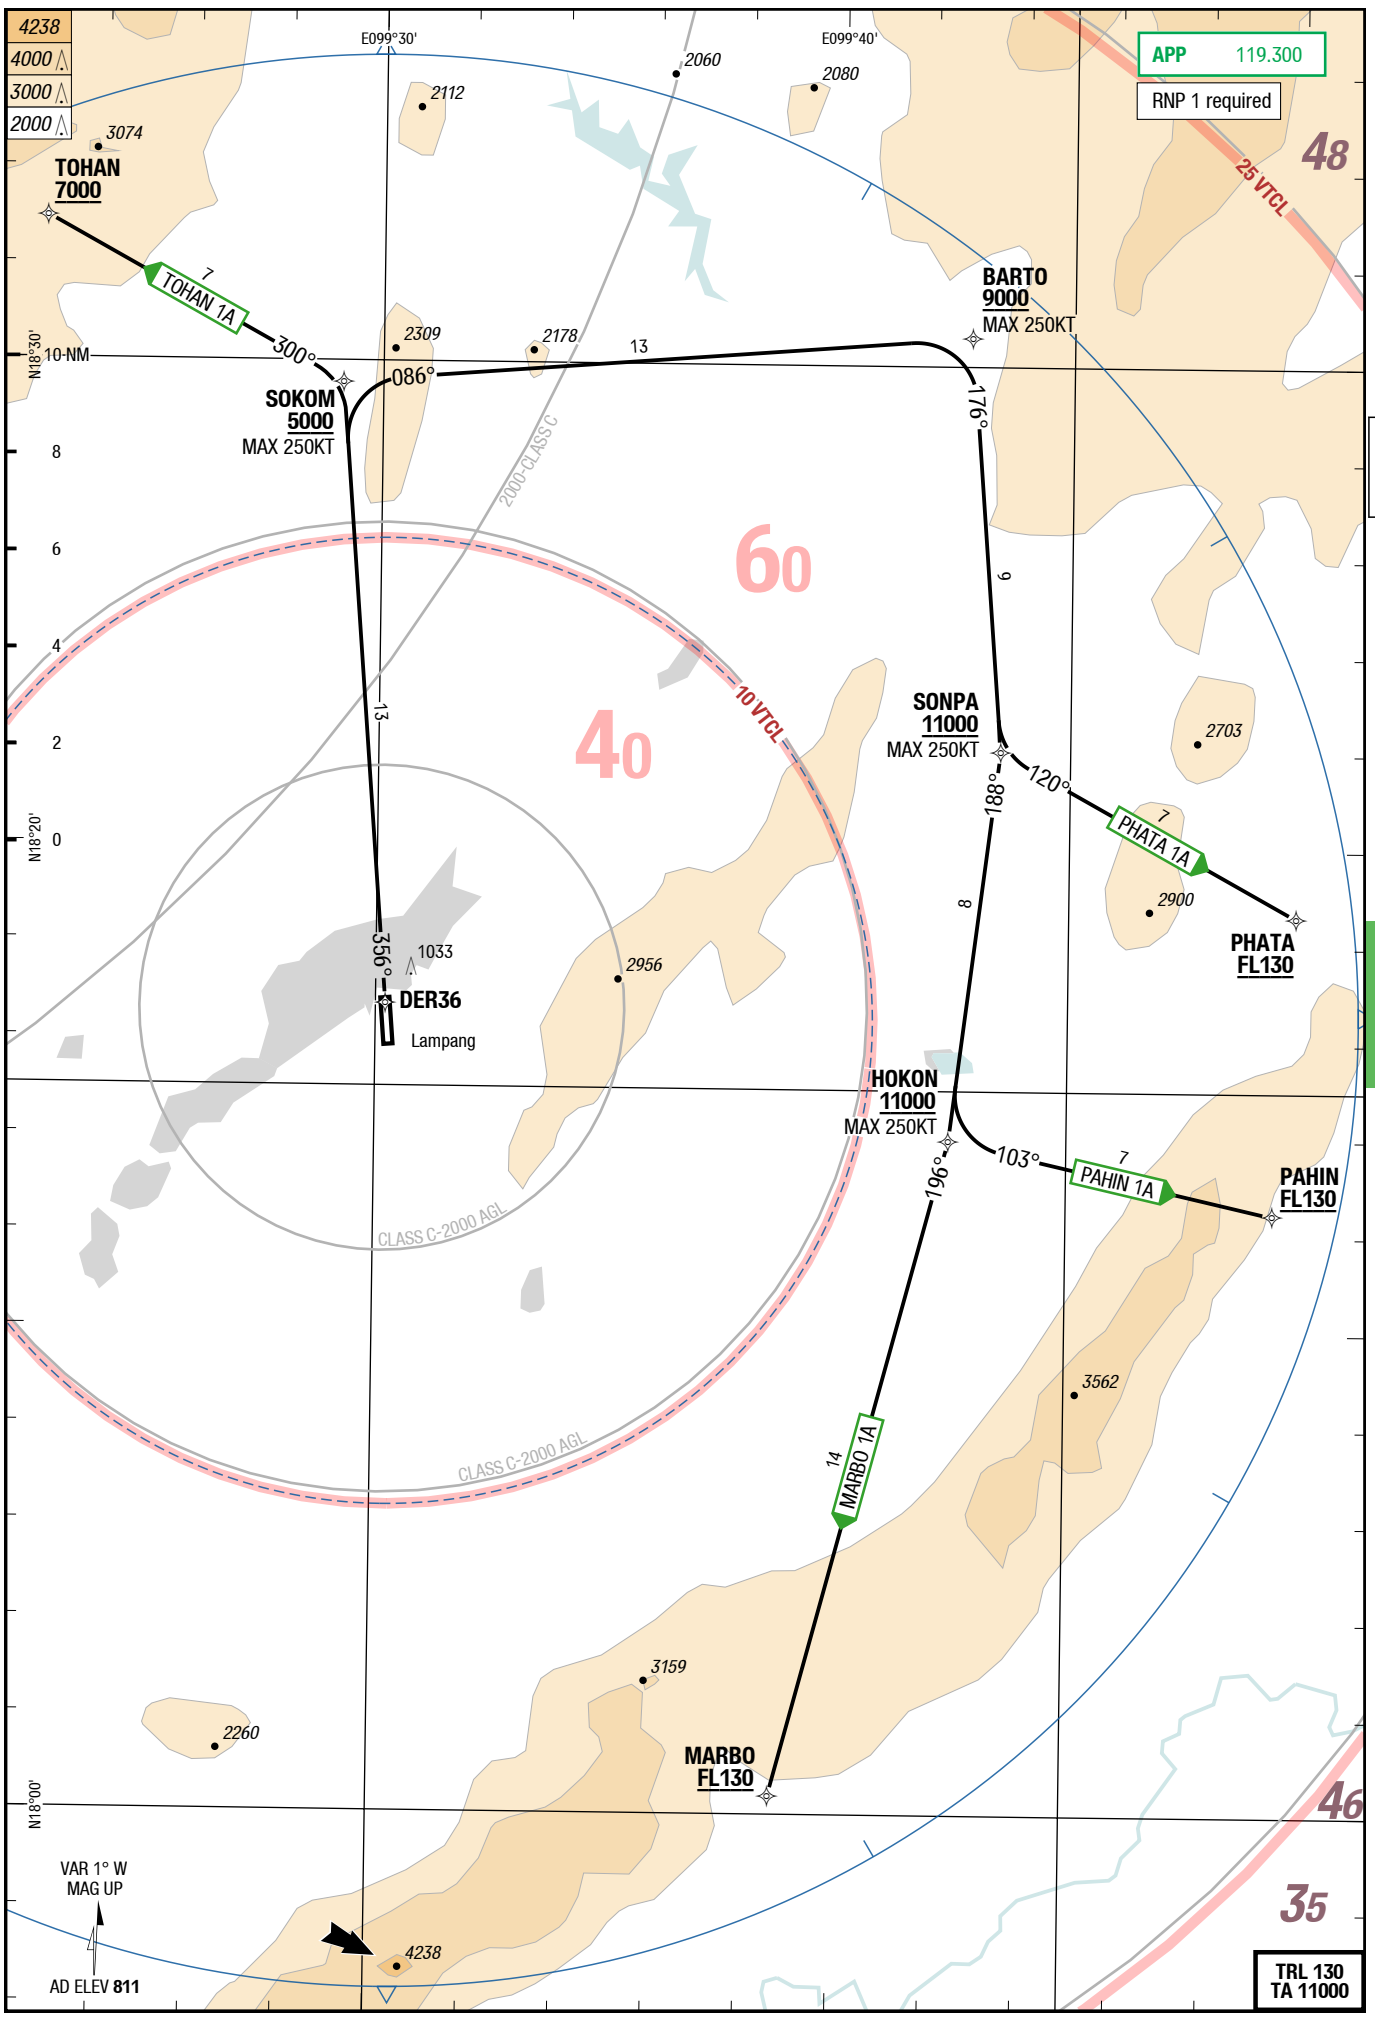 4238
4000
3000
2000
E099°30'
E099°40'
2060
2080
2112
3074
APP 119.300
RNP 1 required
48
25 VTCL
TOHAN
7000
7
TOHAN 1A
300°
N18°30'
10 NM
8
6
4
2
0
N18°20'
SOKOM
5000
MAX 250KT
2309
2178
086°
13
BARTO
9000
MAX 250KT
176°
2000-CLASS C
9
60
40
10 VTCL
13
SONPA
11000
MAX 250KT
188°
120°
7
PHATA 1A
2703
2900
PHATA
FL130
8
356°
1033
DER36
Lampang
2956
HOKON
11000
MAX 250KT
196°
103°
7
PAHIN 1A
PAHIN
FL130
CLASS C-2000 AGL
CLASS C-2000 AGL
3562
14
MARBO 1A
3159
2260
MARBO
FL130
N18°00'
46
35
VAR 1° W
MAG UP
AD ELEV 811
4238
TRL 130
TA 11000